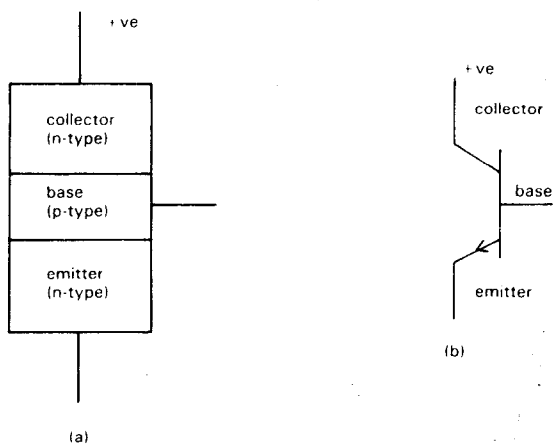 +ve
collector
(n-type)
base
(p-type)
emitter
(n-type)
(a)
+ve
collector
base
emitter
(b)